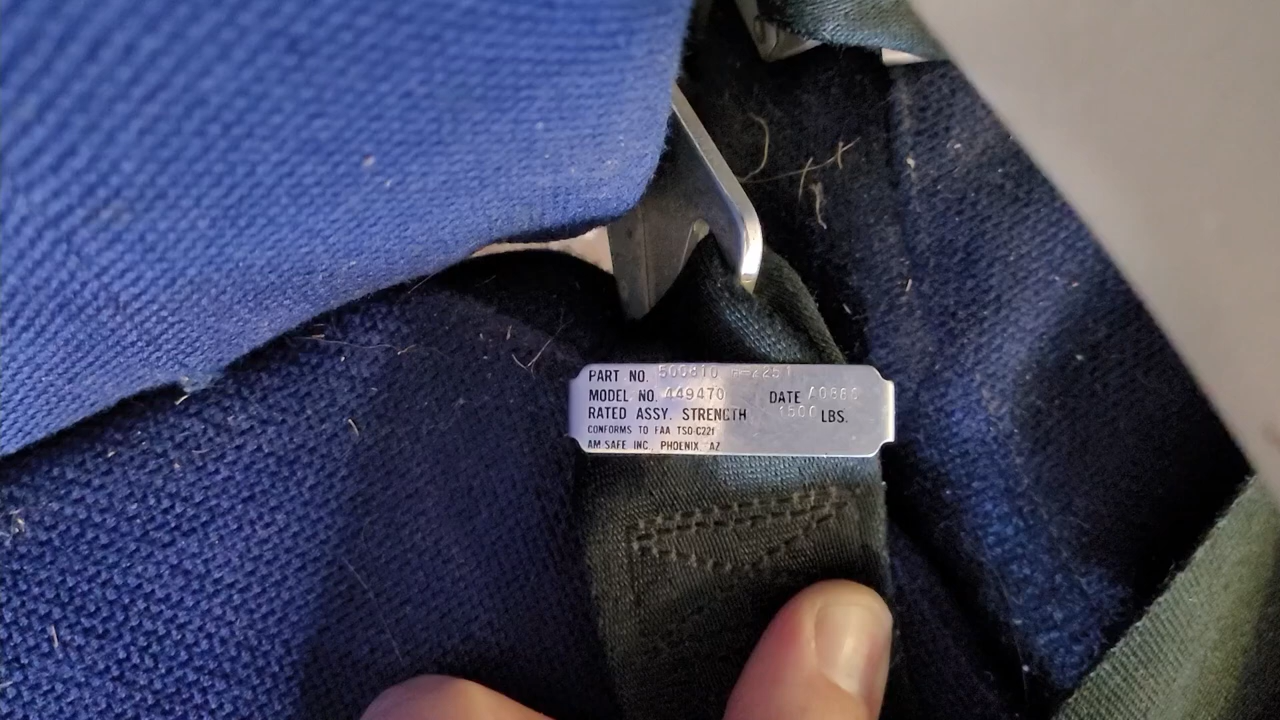 PART NO. 500810
MODEL NO. 449470 DATE
RATED ASSY. STRENGTH 1500 LBS.
CONFORMS TO FAA TSO-C22f
AM SAFE INC., PHOENIX, AZ